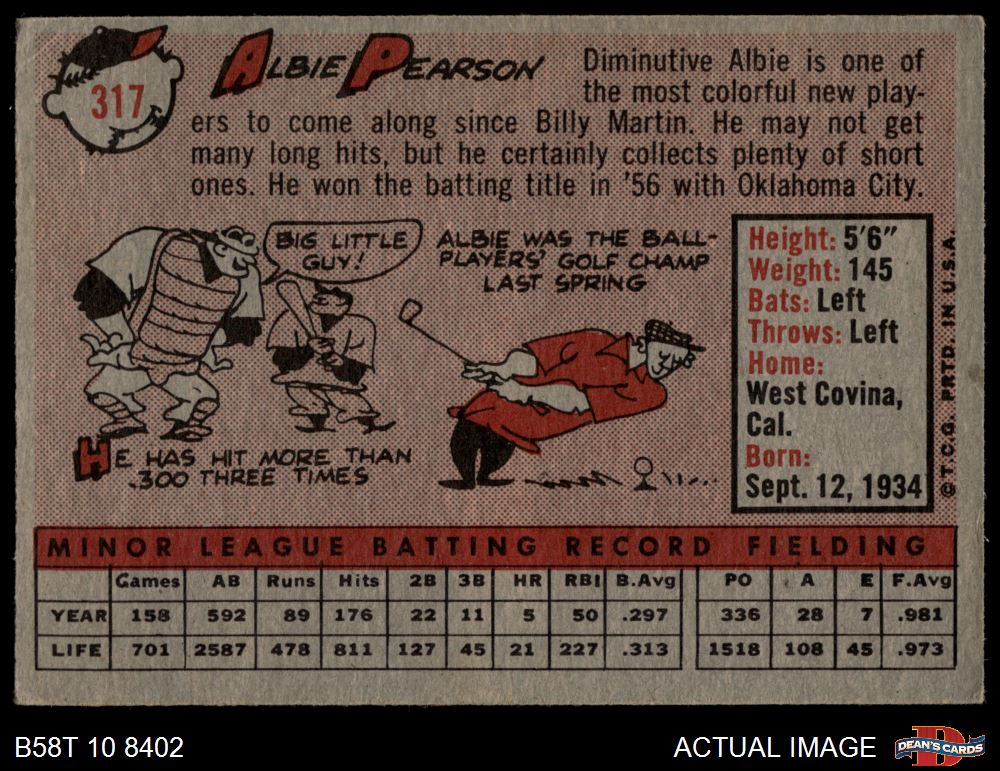 317
ALBIE PEARSON
Diminutive Albie is one of
the most colorful new play-
ers to come along since Billy Martin. He may not get
many long hits, but he certainly collects plenty of short
ones. He won the batting title in '56 with Oklahoma City.
BIG LITTLE
GUY!
ALBIE WAS THE BALL-
PLAYERS' GOLF CHAMP
LAST SPRING
HE HAS HIT MORE THAN
.300 THREE TIMES
Height: 5'6"
Weight: 145
Bats: Left
Throws: Left
Home:
West Covina,
Cal.
Born:
Sept. 12, 1934
© T.C.G. PRTD. IN U.S.A.
MINOR LEAGUE BATTING RECORD FIELDING
Games AB Runs Hits 2B 3B HR RBI B.Avg PO A E F.Avg
YEAR 158 592 89 176 22 11 5 50 .297 336 28 7 .981
LIFE 701 2587 478 811 127 45 21 227 .313 1518 108 45 .973
B58T 10 8402
ACTUAL IMAGE
D
DEAN'S CARDS